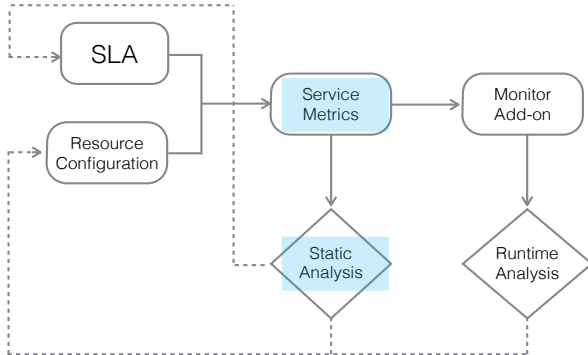 SLA
Resource
Configuration
Service
Metrics
Monitor
Add-on
Static
Analysis
Runtime
Analysis